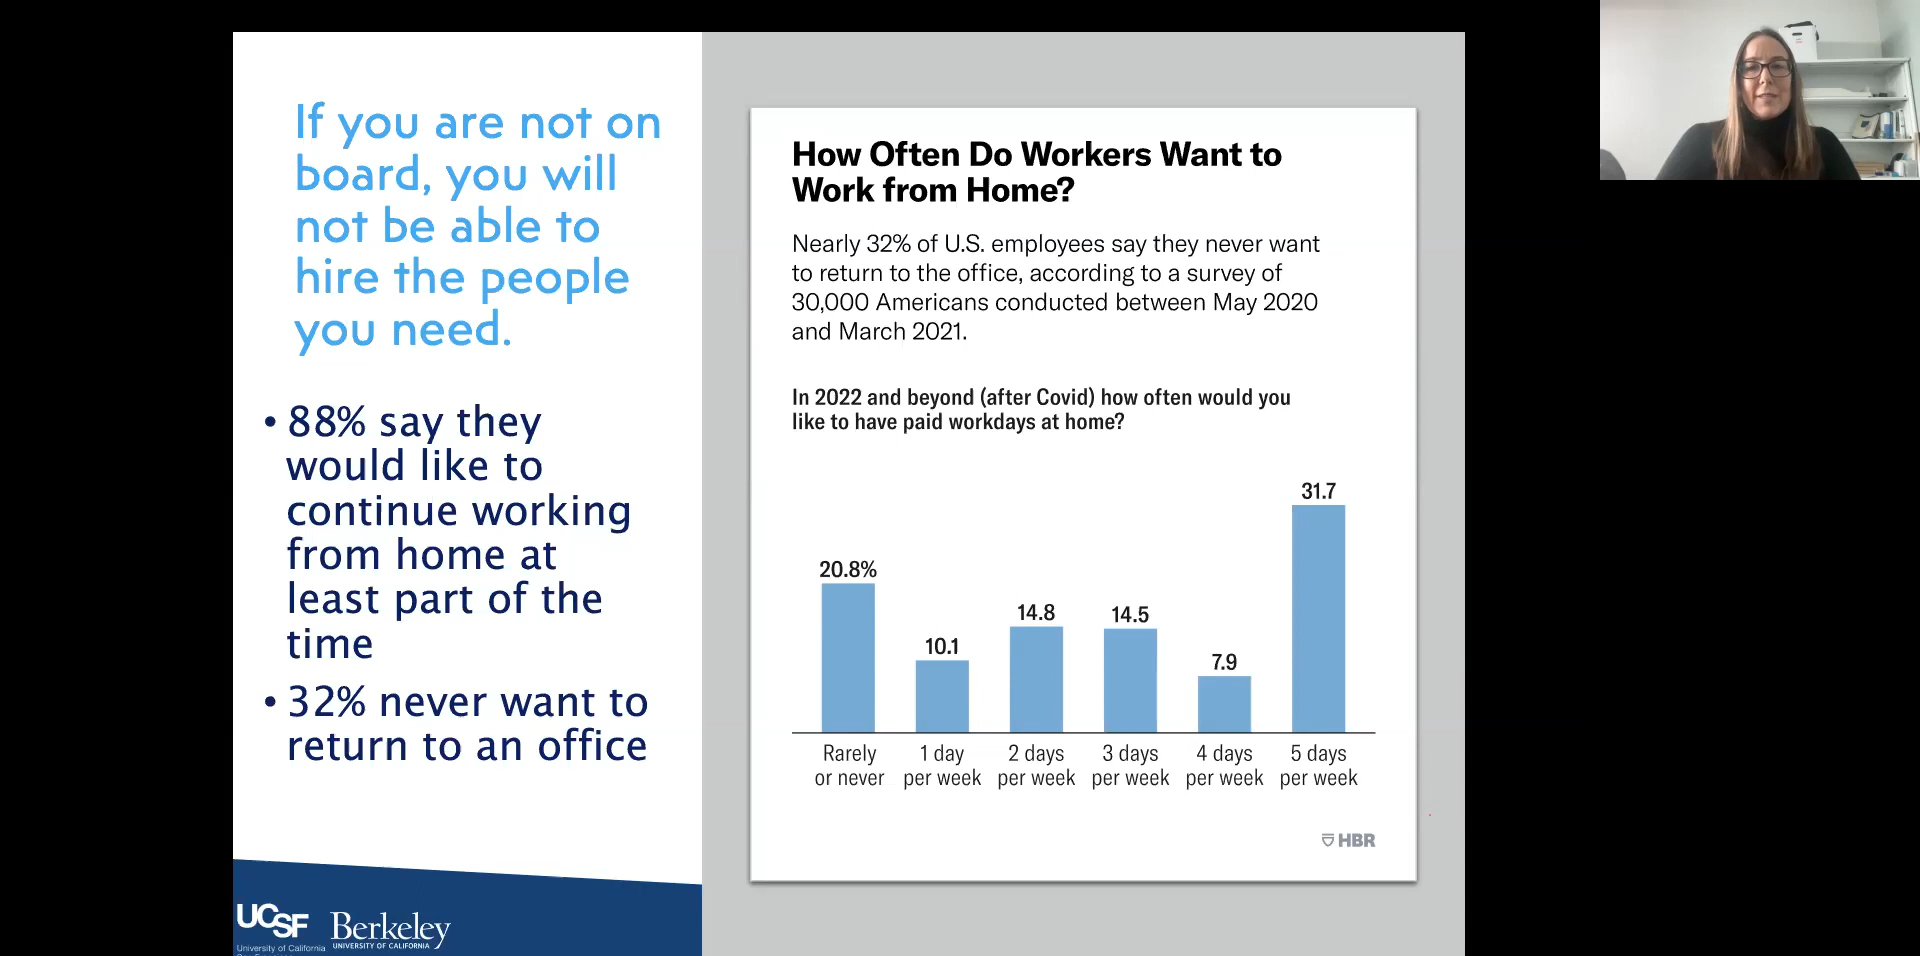 If you are not on
board, you will
not be able to
hire the people
you need.
• 88% say they
would like to
continue working
from home at
least part of the
time
• 32% never want to
return to an office
UCSF
University of California
Berkeley
UNIVERSITY OF CALIFORNIA
How Often Do Workers Want to
Work from Home?
Nearly 32% of U.S. employees say they never want
to return to the office, according to a survey of
30,000 Americans conducted between May 2020
and March 2021.
In 2022 and beyond (after Covid) how often would you
like to have paid workdays at home?
20.8%
10.1
14.8
14.5
7.9
31.7
Rarely
or never
1 day
per week
2 days
per week
3 days
per week
4 days
per week
5 days
per week
HBR